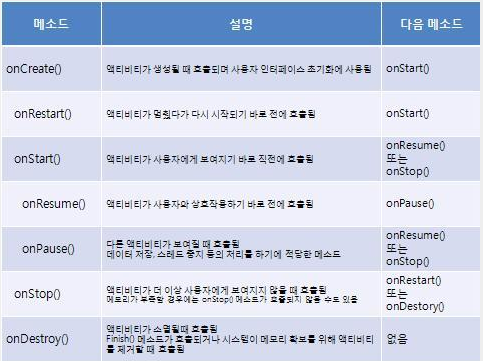 메소드 설명 다음 메소드
onCreate() 액티비티가 생성될 때 호출되며 사용자 인터페이스 초기화에 사용됨 onStart()
onRestart() 액티비티가 멈췄다가 다시 시작되기 바로 전에 호출됨 onStart()
onStart() 액티비티가 사용자에게 보여지기 바로 직전에 호출됨 onResume()
또는
onStop()
onResume() 액티비티가 사용자와 상호작용하기 바로 전에 호출됨 onPause()
onPause() 다른 액티비티가 보여질 때 호출됨
데이터 저장, 스레드 중지 등의 처리를 하기에 적당한 메소드
onResume()
또는
onStop()
onStop() 액티비티가 더 이상 사용자에게 보여지지 않을 때 호출됨
메모리가 부족할 경우에는 onStop() 메소드가 호출되지 않을 수도 있음
onRestart()
또는
onDestory()
onDestroy() 액티비티가 소멸될때 호출됨
Finish() 메소드가 호출되거나 시스템이 메모리 확보를 위해 액티비티
를 제거할 때 호출됨
없음